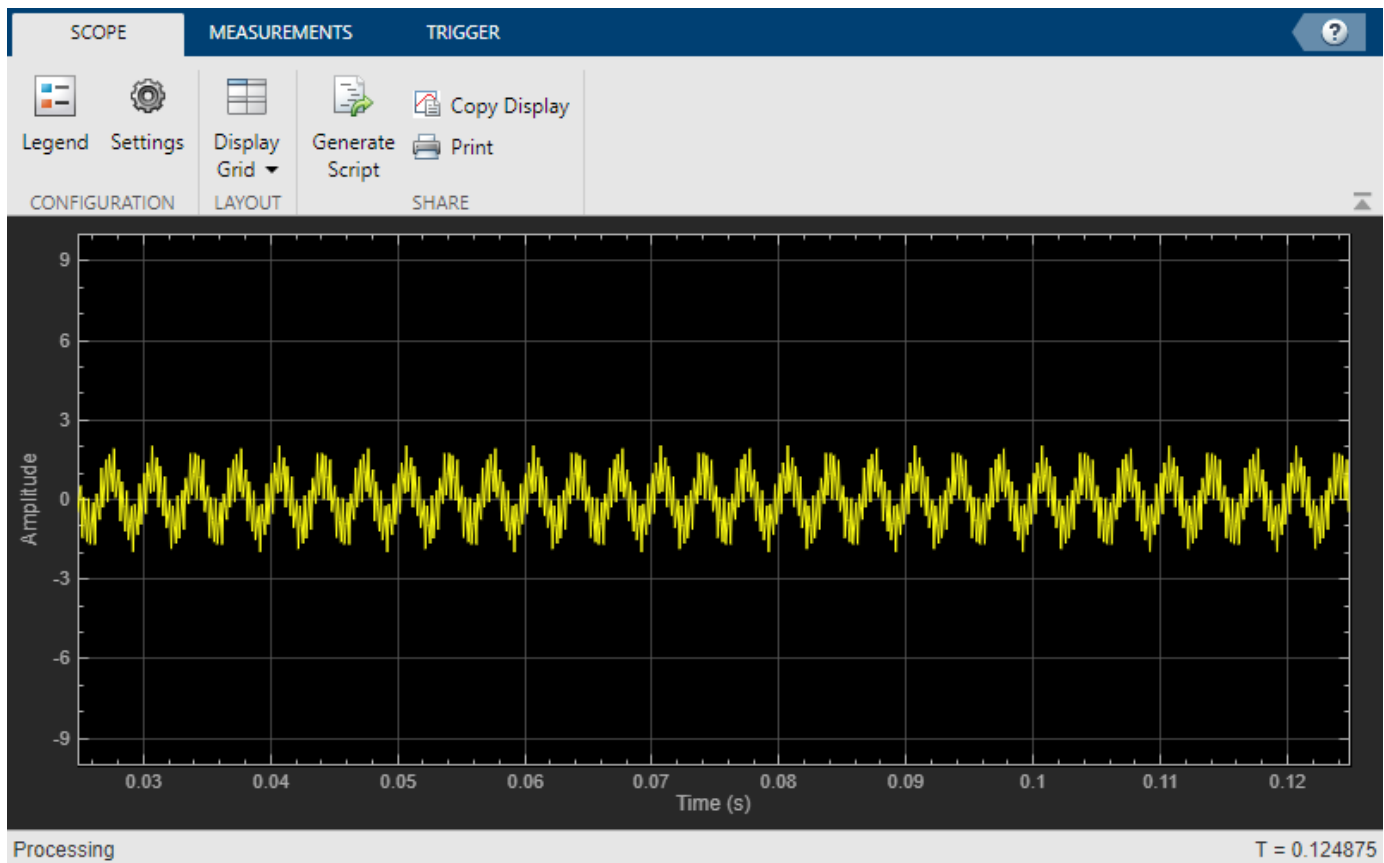 SCOPE MEASUREMENTS TRIGGER ?
Legend Settings Display Grid Generate Script Copy Display
Print
CONFIGURATION LAYOUT SHARE
9
6
3
0
-3
-6
-9
Amplitude
0.03 0.04 0.05 0.06 0.07 0.08 0.09 0.1 0.11 0.12
Time (s)
Processing T = 0.124875